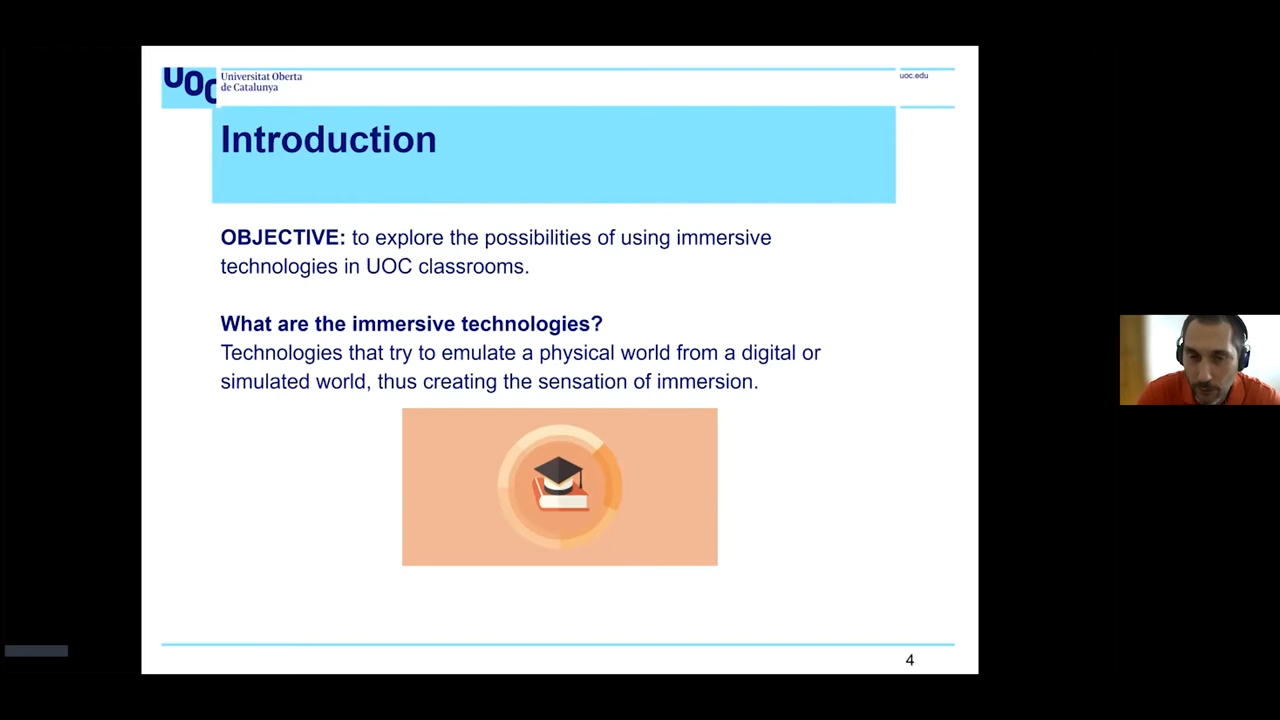 UOC
Universitat Oberta
de Catalunya
uoc.edu
Introduction
OBJECTIVE: to explore the possibilities of using immersive
technologies in UOC classrooms.
What are the immersive technologies?
Technologies that try to emulate a physical world from a digital or
simulated world, thus creating the sensation of immersion.
4